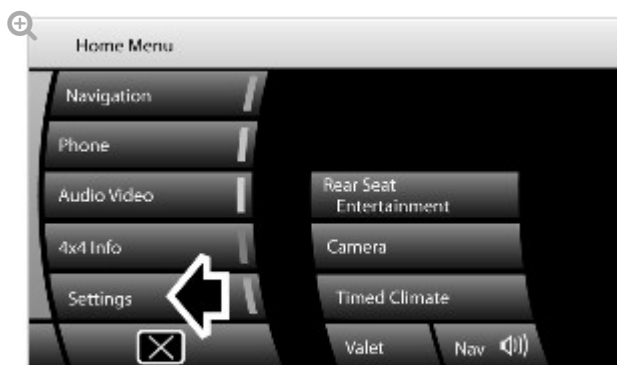 Home Menu
Navigation
Phone
Audio Video
4x4 Info
Settings
Rear Seat
Entertainment
Camera
Timed Climate
Valet
Nav